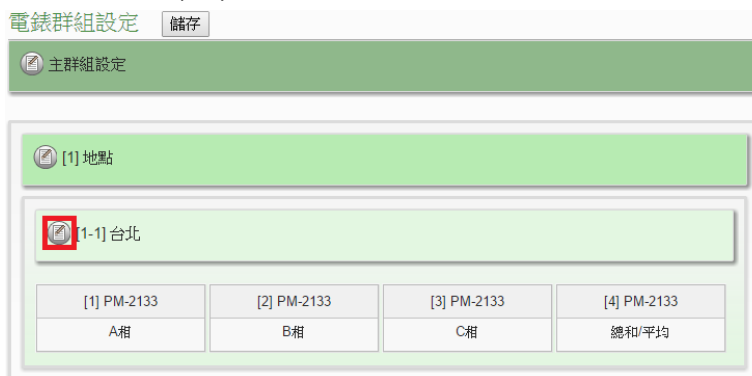 電錶群組設定 儲存
主群組設定
[1] 地點
[1-1] 台北
[1] PM-2133 [2] PM-2133 [3] PM-2133 [4] PM-2133
A相 B相 C相 總和/平均